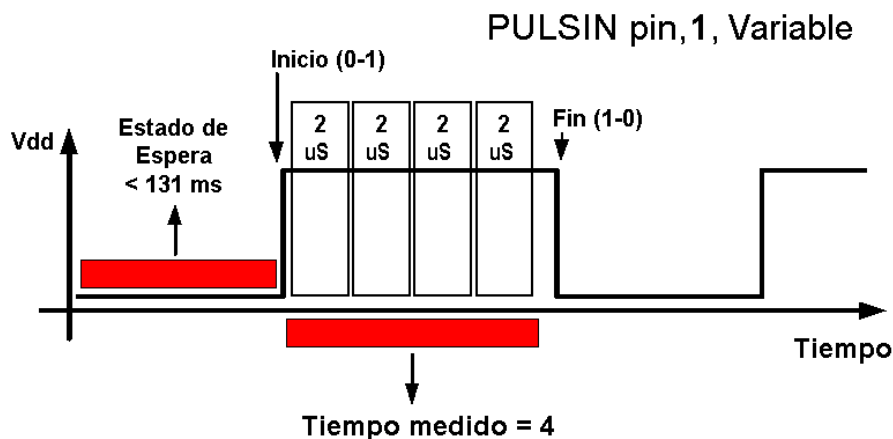 PULSIN pin,1, Variable
Inicio (0-1)
Vdd
Estado de
Espera
< 131 ms
2
uS
2
uS
2
uS
2
uS
Fin (1-0)
Tiempo
Tiempo medido = 4